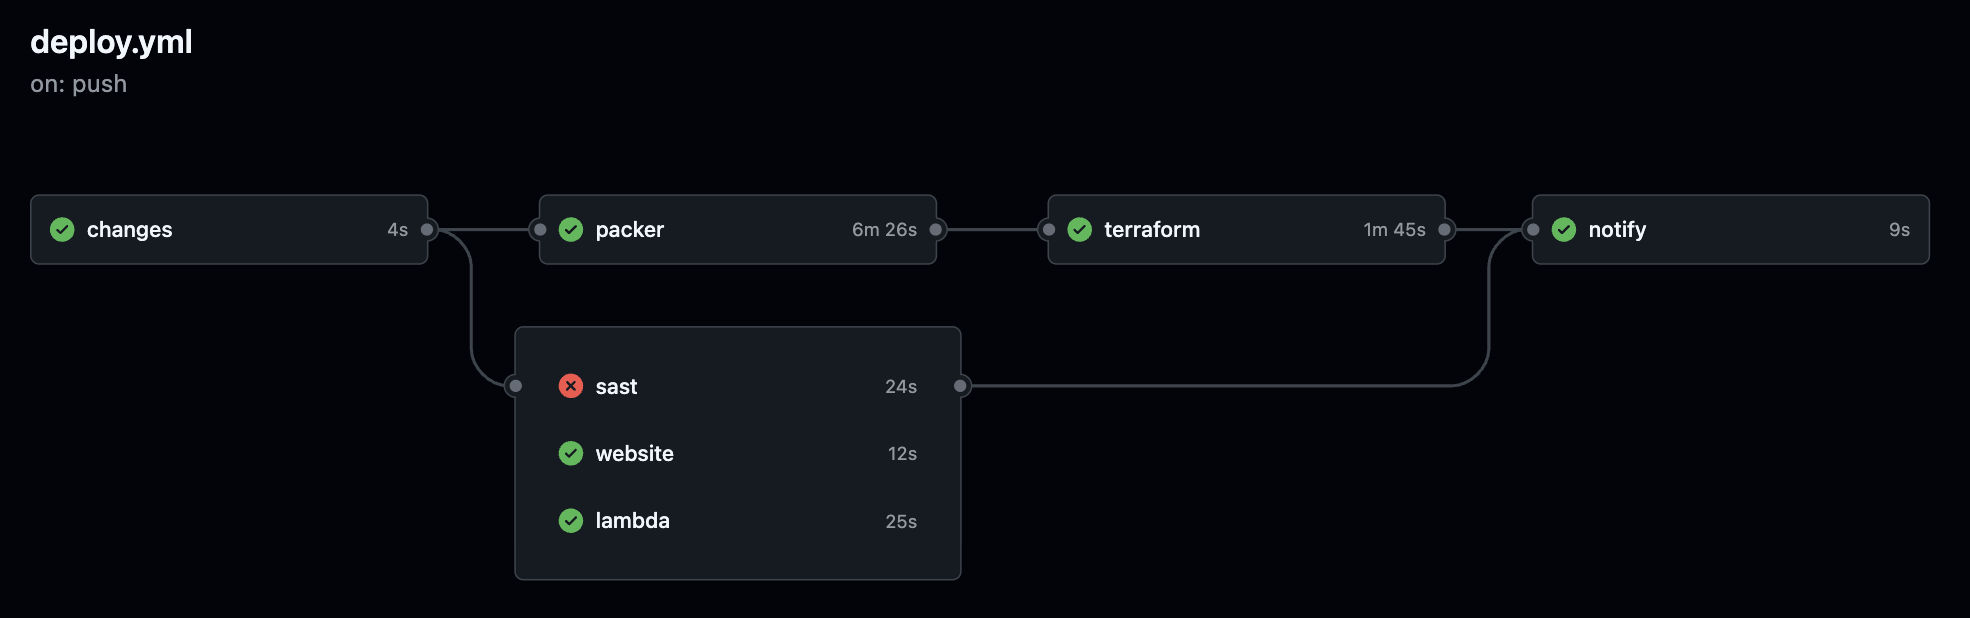 deploy.yml
on: push
changes 4s
packer 6m 26s
terraform 1m 45s
notify 9s
sast 24s
website 12s
lambda 25s